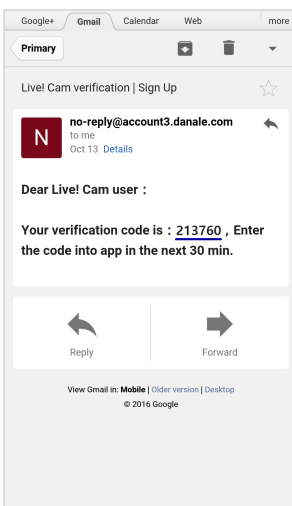 Google+ Gmail Calendar Web more
Primary
Live! Cam verification | Sign Up
N
no-reply@account3.danale.com
to me
Oct 13 Details
Dear Live! Cam user：
Your verification code is：213760，Enter
the code into app in the next 30 min.
Reply Forward
View Gmail in: Mobile | Older version | Desktop
© 2016 Google